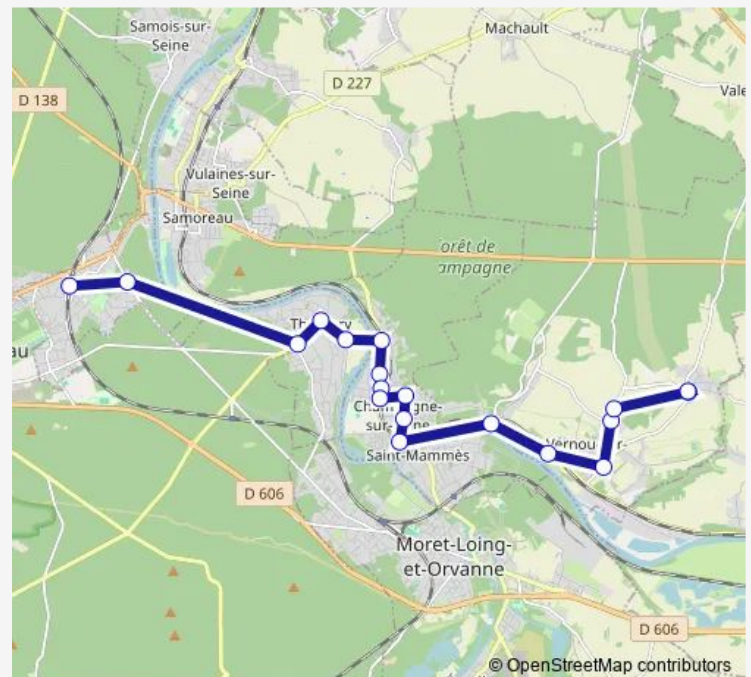 Samois-sur-
Seine
Machault
D 227
D 138
Vulaines-sur-
Seine
Samoreau
orêt de
ampagne
au
Saint-Mammès
D 606
Moret-Loing-
et-Orvanne
D 606
© OpenStreetMap contributors